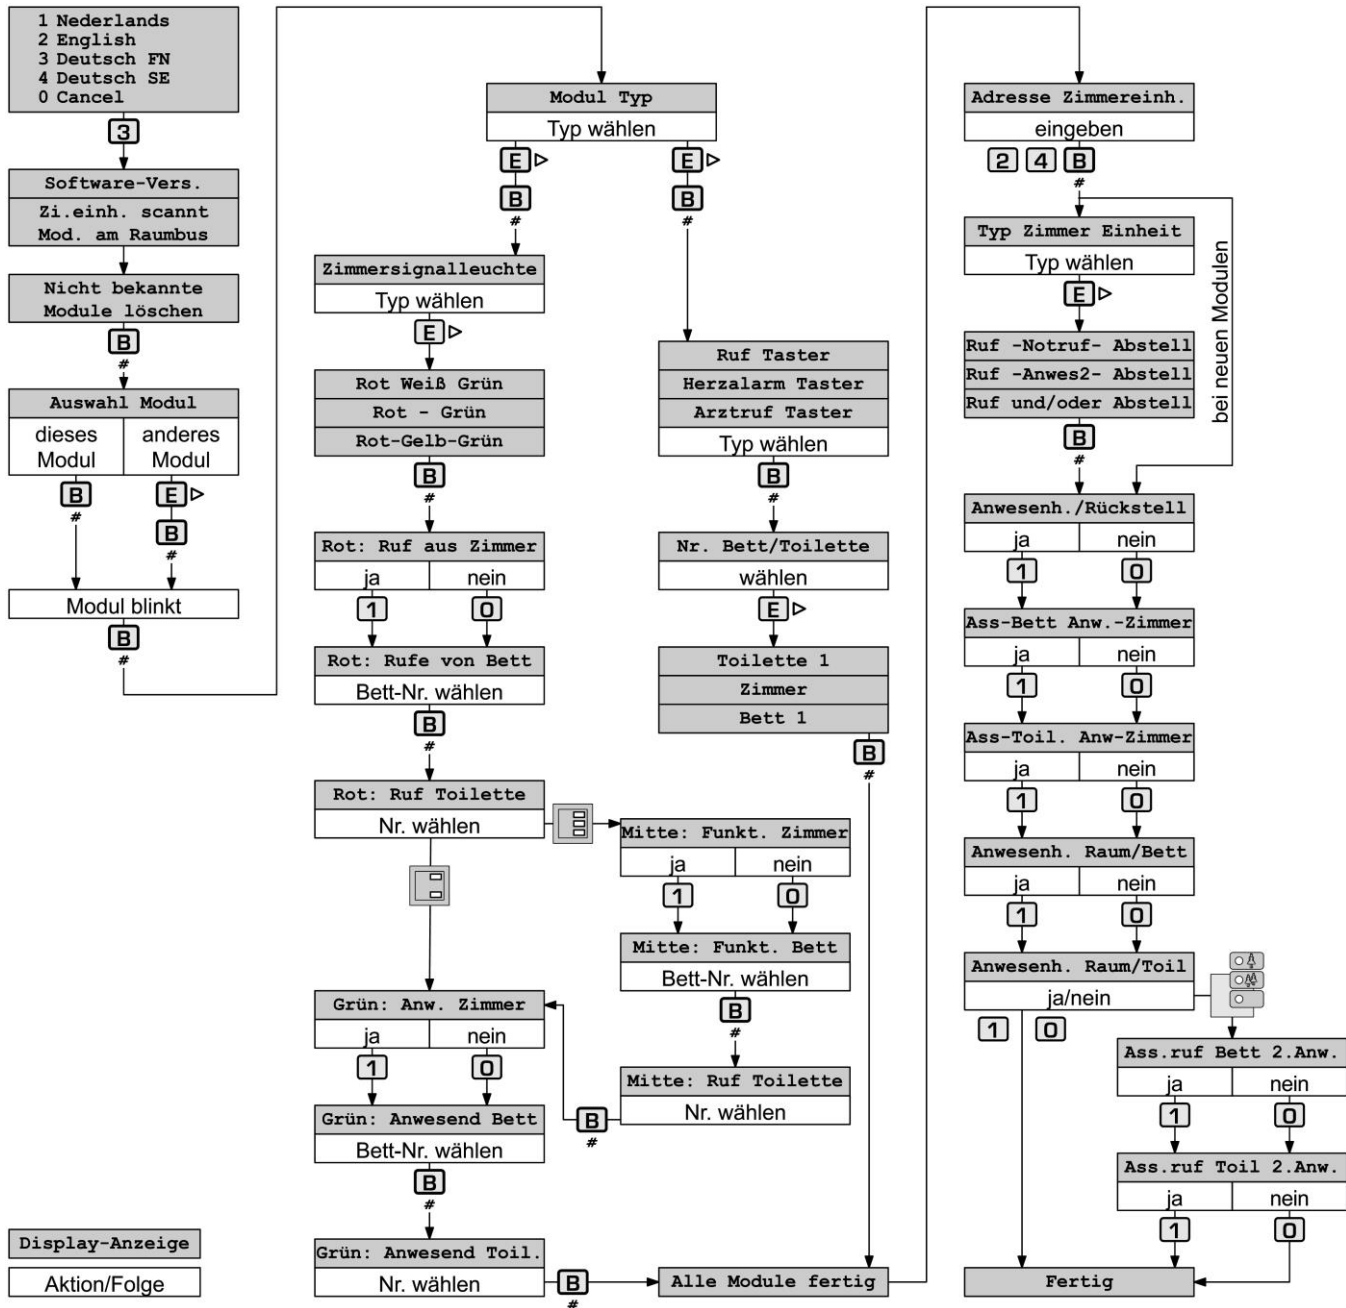 1 Nederlands
2 English
3 Deutsch FN
4 Deutsch SE
0 Cancel
3
Software-Vers.
Zi.einh. scannt
Mod. am Raumbus
Nicht bekannte
Module löschen
B
#
Auswahl Modul
dieses
Modul
anderes
Modul
B
#
E
B
#
Modul blinkt
B
#
Modul Typ
Typ wählen
E
B
#
E
B
#
Zimmersignalleuchte
Typ wählen
E
Rot Weiß Grün
Rot - Grün
Rot-Gelb-Grün
B
#
Rot: Ruf aus Zimmer
ja
nein
1
0
Rot: Rufe von Bett
Bett-Nr. wählen
B
#
Rot: Ruf Toilette
Nr. wählen
Mitte: Funkt. Zimmer
ja
nein
1
0
Mitte: Funkt. Bett
Bett-Nr. wählen
B
#
Mitte: Ruf Toilette
Nr. wählen
B
#
Grün: Anw. Zimmer
ja
nein
1
0
Grün: Anwesend Bett
Bett-Nr. wählen
B
#
Grün: Anwesend Toil.
Nr. wählen
B
#
Ruf Taster
Herzalarm Taster
Arztruf Taster
Typ wählen
B
#
Nr. Bett/Toilette
wählen
E
Toilette 1
Zimmer
Bett 1
B
#
Alle Module fertig
Adresse Zimmereinh.
eingeben
2 4 B
#
Typ Zimmer Einheit
Typ wählen
E
bei neuen Modulen
Ruf -Notruf- Abstell
Ruf -Anwes2- Abstell
Ruf und/oder Abstell
B
#
Anwesenh./Rückstell
ja
nein
1
0
Ass-Bett Anw.-Zimmer
ja
nein
1
0
Ass-Toil. Anw-Zimmer
ja
nein
1
0
Anwesenh. Raum/Bett
ja
nein
1
0
Anwesenh. Raum/Toil
ja/nein
1 0
Ass.ruf Bett 2.Anw.
ja
nein
1
0
Ass.ruf Toil 2.Anw.
ja
nein
1
0
Fertig
Display-Anzeige
Aktion/Folge